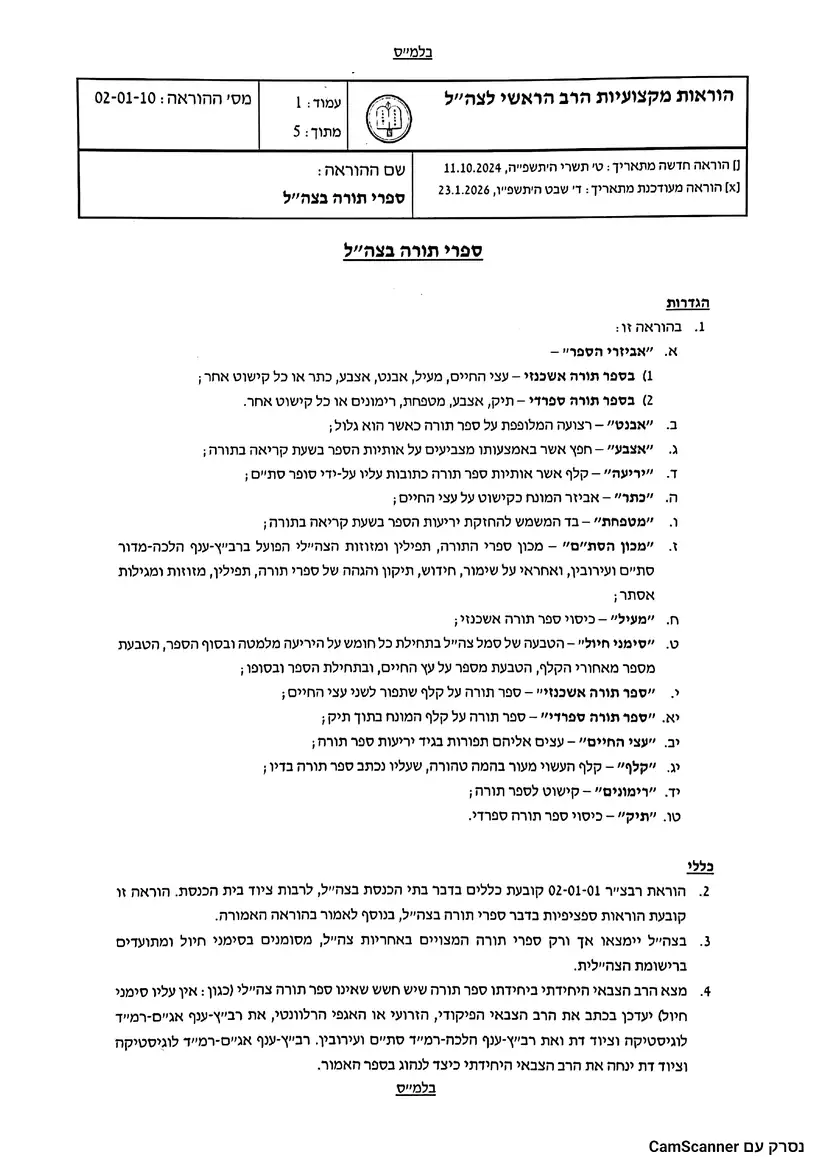 בלמ״ס
הוראות מקצועיות הרב הראשי לצה״ל
עמוד: 1
מתוך: 5
מס׳ ההוראה: 02-01-10
[] הוראה חדשה מתאריך: ט׳ תשרי ה׳תשפ״ה, 11.10.2024
[x] הוראה מעודכנת מתאריך: ד׳ שבט ה׳תשפ״ו, 23.1.2026
שם ההוראה:
ספרי תורה בצה״ל
ספרי תורה בצה״ל
הגדרות
1. בהוראה זו:
א. ״אביזרי הספר״ –
1) בספר תורה אשכנזי – עצי החיים, מעיל, אבנט, אצבע, כתר או כל קישוט אחר;
2) בספר תורה ספרדי – תיק, אצבע, מטפחת, רימונים או כל קישוט אחר.
ב. ״אבנט״ – רצועה המלופפת על ספר תורה כאשר הוא גלול;
ג. ״אצבע״ – חפץ אשר באמצעותו מצביעים על אותיות הספר בשעת קריאה בתורה;
ד. ״יריעה״ – קלף אשר אותיות ספר תורה כתובות עליו על-ידי סופר סת״ם;
ה. ״כתר״ – אביזר המונח כקישוט על עצי החיים;
ו. ״מטפחת״ – בד המשמש להחזקת יריעות הספר בשעת קריאה בתורה;
ז. ״מכון הסת״ם״ – מכון ספרי התורה, תפילין ומזוזות הצה״לי הפועל ברב״ץ-ענף הלכה-מדור
סת״ם ועירובין, ואחראי על שימור, חידוש, תיקון והגהה של ספרי תורה, תפילין, מזוזות ומגילות
אסתר;
ח. ״מעיל״ – כיסוי ספר תורה אשכנזי;
ט. ״סימני חיול״ – הטבעה של סמל צה״ל בתחילת כל חומש על היריעה מלמטה ובסוף הספר, הטבעת
מספר מאחורי הקלף, הטבעת מספר על עץ החיים, ובתחילת הספר ובסופו;
י. ״ספר תורה אשכנזי״ – ספר תורה על קלף שתפור לשני עצי החיים;
יא. ״ספר תורה ספרדי״ – ספר תורה על קלף המונח בתוך תיק;
יב. ״עצי החיים״ – עצים אליהם תפורות בגיד יריעות ספר תורה;
יג. ״קלף״ – קלף העשוי מעור בהמה טהורה, שעליו נכתב ספר תורה בדיו;
יד. ״רימונים״ – קישוט לספר תורה;
טו. ״תיק״ – כיסוי ספר תורה ספרדי.
כללי
2. הוראת רבצ״ר 02-01-01 קובעת כללים בדבר בתי הכנסת בצה״ל, לרבות ציוד בית הכנסת. הוראה זו
קובעת הוראות ספציפיות בדבר ספרי תורה בצה״ל, בנוסף לאמור בהוראה האמורה.
3. בצה״ל יימצאו אך ורק ספרי תורה המצויים באחריות צה״ל, מסומנים בסימני חיול ומתועדים
ברישומת הצה״לית.
4. מצא הרב הצבאי היחידתי ביחידתו ספר תורה שיש חשש שאינו ספר תורה צה״לי (כגון: אין עליו סימני
חיול) יעדכן בכתב את הרב הצבאי הפיקודי, הזרועי או האגפי הרלוונטי, את רב״ץ-ענף אג״ם-רמ״ד
לוגיסטיקה וציוד דת ואת רב״ץ-ענף הלכה-רמ״ד סת״ם ועירובין. רב״ץ-ענף אג״ם-רמ״ד לוגיסטיקה
וציוד דת ינחה את הרב הצבאי היחידתי כיצד לנהוג בספר האמור.
בלמ״ס
נסרק עם CamScanner